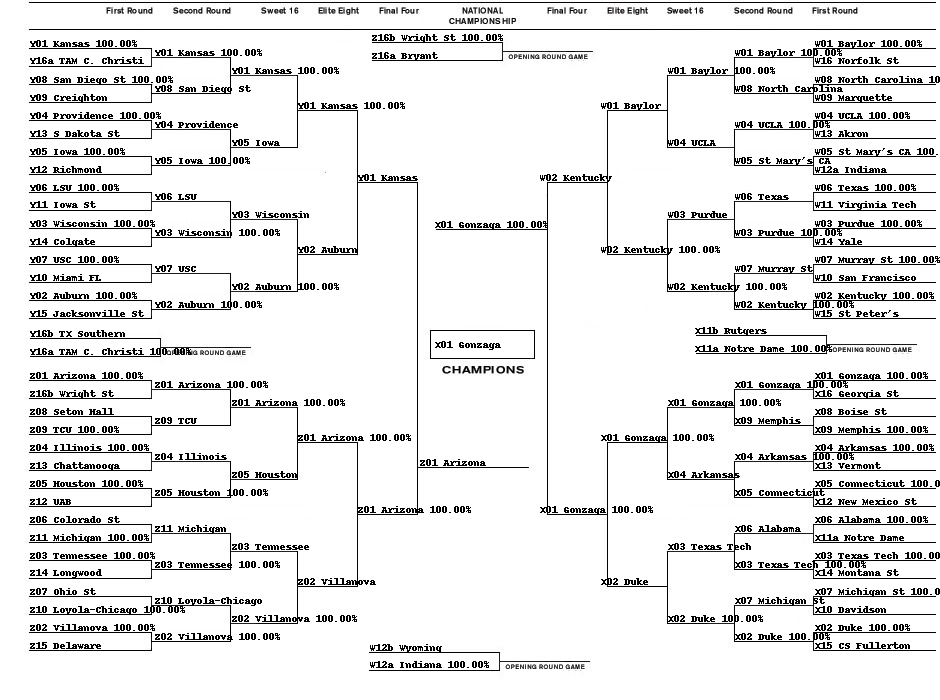 First Round Second Round Sweet 16 Elite Eight Final Four NATIONAL CHAMPIONSHIP Final Four Elite Eight Sweet 16 Second Round First Round
Z16b Wright St 100.00%
Z16a Bryant
OPENING ROUND GAME
Y01 Kansas 100.00%
Y16a TAM C. Christi
Y08 San Diego St 100.00%
Y09 Creighton
Y04 Providence 100.00%
Y13 S Dakota St
Y05 Iowa 100.00%
Y12 Richmond
Y06 LSU 100.00%
Y11 Iowa St
Y03 Wisconsin 100.00%
Y14 Colgate
Y07 USC 100.00%
Y10 Miami FL
Y02 Auburn 100.00%
Y15 Jacksonville St
Y01 Kansas 100.00%
Y08 San Diego St
Y04 Providence
Y05 Iowa 100.00%
Y06 LSU
Y03 Wisconsin 100.00%
Y07 USC
Y02 Auburn 100.00%
Y01 Kansas 100.00%
Y05 Iowa
Y03 Wisconsin
Y02 Auburn 100.00%
Y01 Kansas 100.00%
Y02 Auburn
Y01 Kansas
Y16b TX Southern
Y16a TAM C. Christi 100.00%
OPENING ROUND GAME
Z01 Arizona 100.00%
Z16b Wright St
Z08 Seton Hall
Z09 TCU 100.00%
Z04 Illinois 100.00%
Z13 Chattanooga
Z05 Houston 100.00%
Z12 UAB
Z06 Colorado St
Z11 Michigan 100.00%
Z03 Tennessee 100.00%
Z14 Longwood
Z07 Ohio St
Z10 Loyola-Chicago 100.00%
Z02 Villanova 100.00%
Z15 Delaware
Z01 Arizona 100.00%
Z09 TCU
Z04 Illinois
Z05 Houston 100.00%
Z11 Michigan
Z03 Tennessee 100.00%
Z10 Loyola-Chicago
Z02 Villanova 100.00%
Z01 Arizona 100.00%
Z05 Houston
Z03 Tennessee
Z02 Villanova 100.00%
Z01 Arizona 100.00%
Z02 Villanova
Z01 Arizona 100.00%
X01 Gonzaga 100.00%
X01 Gonzaga
CHAMPIONS
Z01 Arizona
W02 Kentucky
W01 Baylor
W02 Kentucky 100.00%
W01 Baylor 100.00%
W04 UCLA
W03 Purdue
W02 Kentucky 100.00%
W01 Baylor 100.00%
W08 North Carolina
W04 UCLA 100.00%
W05 St Mary's CA
W06 Texas
W03 Purdue 100.00%
W07 Murray St
W02 Kentucky 100.00%
W01 Baylor 100.00%
W16 Norfolk St
W08 North Carolina 10
W09 Marquette
W04 UCLA 100.00%
W13 Akron
W05 St Mary's CA 100.
W12a Indiana
W06 Texas 100.00%
W11 Virginia Tech
W03 Purdue 100.00%
W14 Yale
W07 Murray St 100.00%
W10 San Francisco
W02 Kentucky 100.00%
W15 St Peter's
X11b Rutgers
X11a Notre Dame 100.00%
OPENING ROUND GAME
X01 Gonzaga 100.00%
X01 Gonzaga 100.00%
X02 Duke
X01 Gonzaga 100.00%
X04 Arkansas
X03 Texas Tech
X02 Duke 100.00%
X01 Gonzaga 100.00%
X09 Memphis
X04 Arkansas 100.00%
X05 Connecticut
X06 Alabama
X03 Texas Tech 100.00%
X07 Michigan St
X02 Duke 100.00%
X01 Gonzaga 100.00%
X16 Georgia St
X08 Boise St
X09 Memphis 100.00%
X04 Arkansas 100.00%
X13 Vermont
X05 Connecticut 100.0
X12 New Mexico St
X06 Alabama 100.00%
X11a Notre Dame
X03 Texas Tech 100.00
X14 Montana St
X07 Michigan St 100.0
X10 Davidson
X02 Duke 100.00%
X15 CS Fullerton
W12b Wyoming
W12a Indiana 100.00%
OPENING ROUND GAME